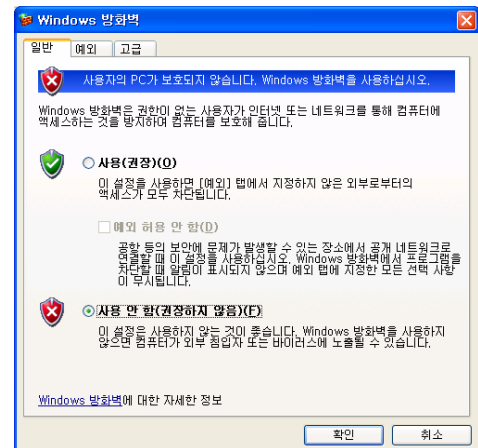 Windows 방화벽
일반 예외 고급
사용자의 PC가 보호되지 않습니다. Windows 방화벽을 사용하십시오.
Windows 방화벽은 권한이 없는 사용자가 인터넷 또는 네트워크를 통해 컴퓨터에
액세스하는 것을 방지하여 컴퓨터를 보호해 줍니다.
사용(권장)(O)
이 설정을 사용하면 [예외] 탭에서 지정하지 않은 외부로부터의
액세스가 모두 차단됩니다.
예외 허용 안 함(D)
공항 등의 보안에 문제가 발생할 수 있는 장소에서 공개 네트워크로
연결할 때 이 설정을 사용하십시오. Windows 방화벽에서 프로그램을
차단할 때 알림이 표시되지 않으며 예외 탭에 지정한 모든 선택 사항
이 무시됩니다.
사용 안 함(권장하지 않음)(F)
이 설정은 사용하지 않는 것이 좋습니다. Windows 방화벽을 사용하지
않으면 컴퓨터가 외부 침입자 또는 바이러스에 노출될 수 있습니다.
Windows 방화벽에 대한 자세한 정보
확인 취소